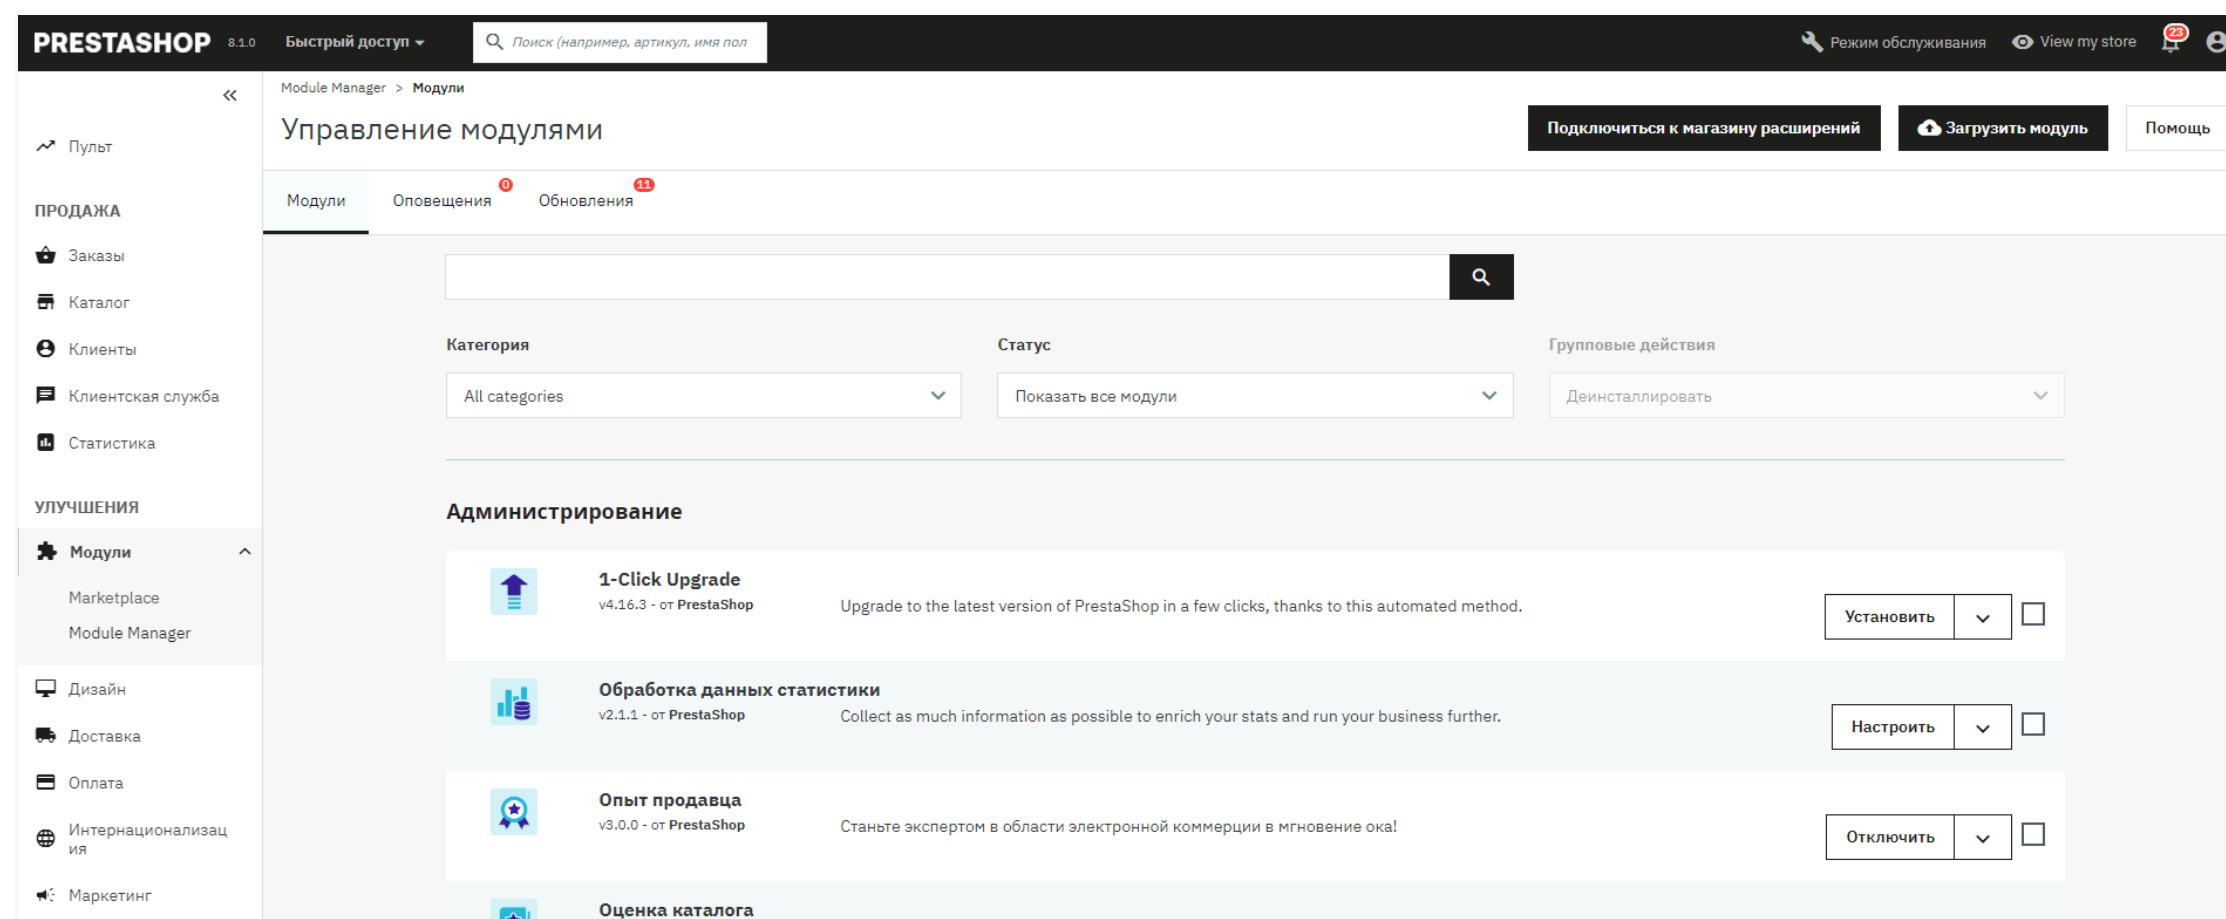 PRESTASHOP 8.1.0 Быстрый доступ Поиск (например, артикул, имя пол Режим обслуживания View my store 23
Module Manager > Модули
Управление модулями
Подключиться к магазину расширений Загрузить модуль Помощь
Модули Оповещения 0 Обновления 11
Пульт
ПРОДАЖА
Заказы
Каталог
Клиенты
Клиентская служба
Статистика
УЛУЧШЕНИЯ
Модули
Marketplace
Module Manager
Дизайн
Доставка
Оплата
Интернационализац
ия
Маркетинг
Категория Статус Групповые действия
All categories Показать все модули Деинсталлировать
Администрирование
1-Click Upgrade
v4.16.3 - от PrestaShop Upgrade to the latest version of PrestaShop in a few clicks, thanks to this automated method.
Установить
Обработка данных статистики
v2.1.1 - от PrestaShop Collect as much information as possible to enrich your stats and run your business further.
Настроить
Опыт продавца
v3.0.0 - от PrestaShop Станьте экспертом в области электронной коммерции в мгновение ока!
Отключить
Оценка каталога